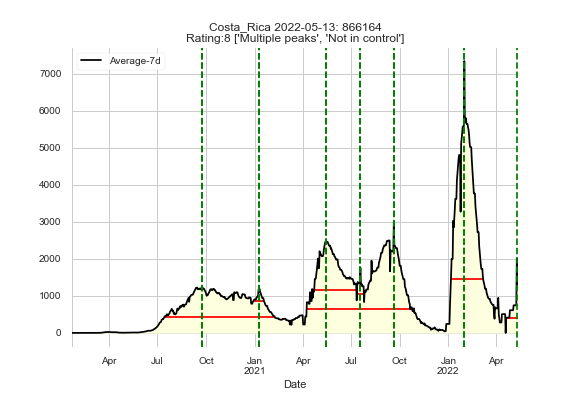 Costa_Rica 2022-05-13: 866164
Rating:8 ['Multiple peaks', 'Not in control']
Average-7d
7000
6000
5000
4000
3000
2000
1000
0
Apr Jul Oct Jan Apr Jul Oct Jan Apr
2021 2022
Date